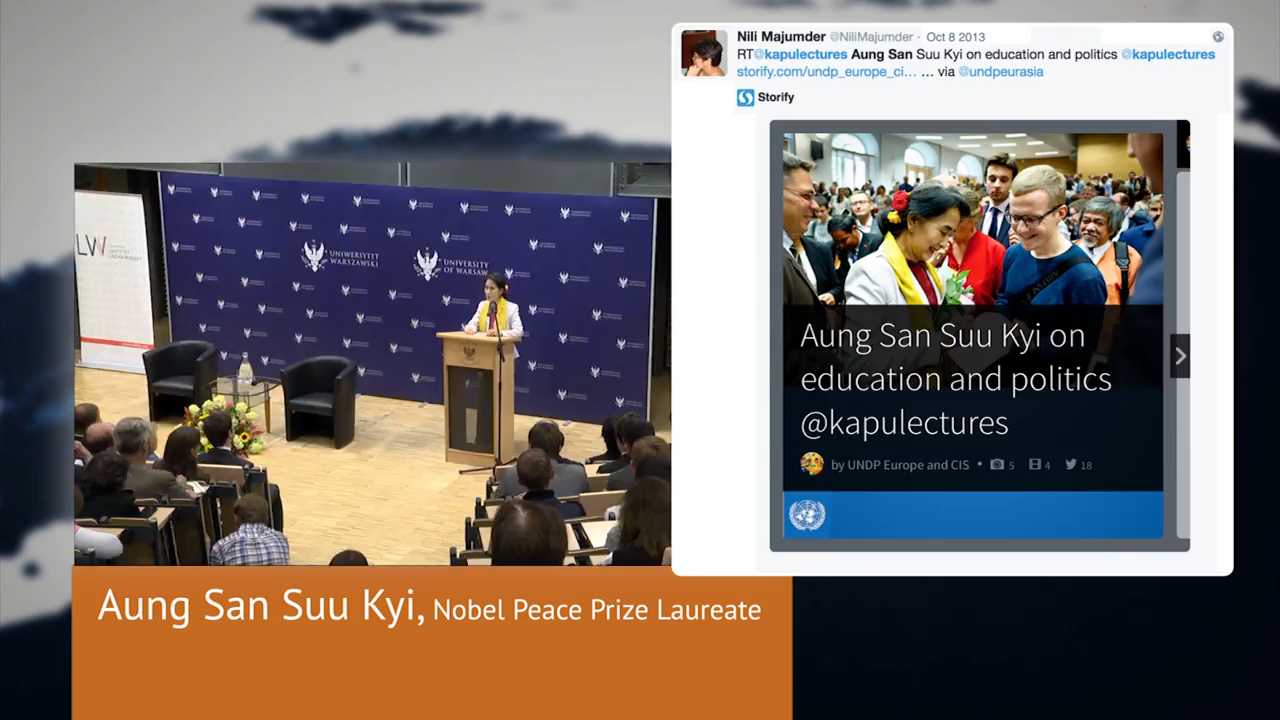 Nili Majumder @NiliMajumder · Oct 8 2013
RT@kapulectures Aung San Suu Kyi on education and politics @kapulectures
storify.com/undp_europe_ci... ... via @undpeurasia
Storify
Aung San Suu Kyi on
education and politics
@kapulectures
by UNDP Europe and CIS • 5 4 18
LW
UNIWERSYTET
WARSZAWSKI
UNIVERSITY
OF WARSAW
Aung San Suu Kyi, Nobel Peace Prize Laureate